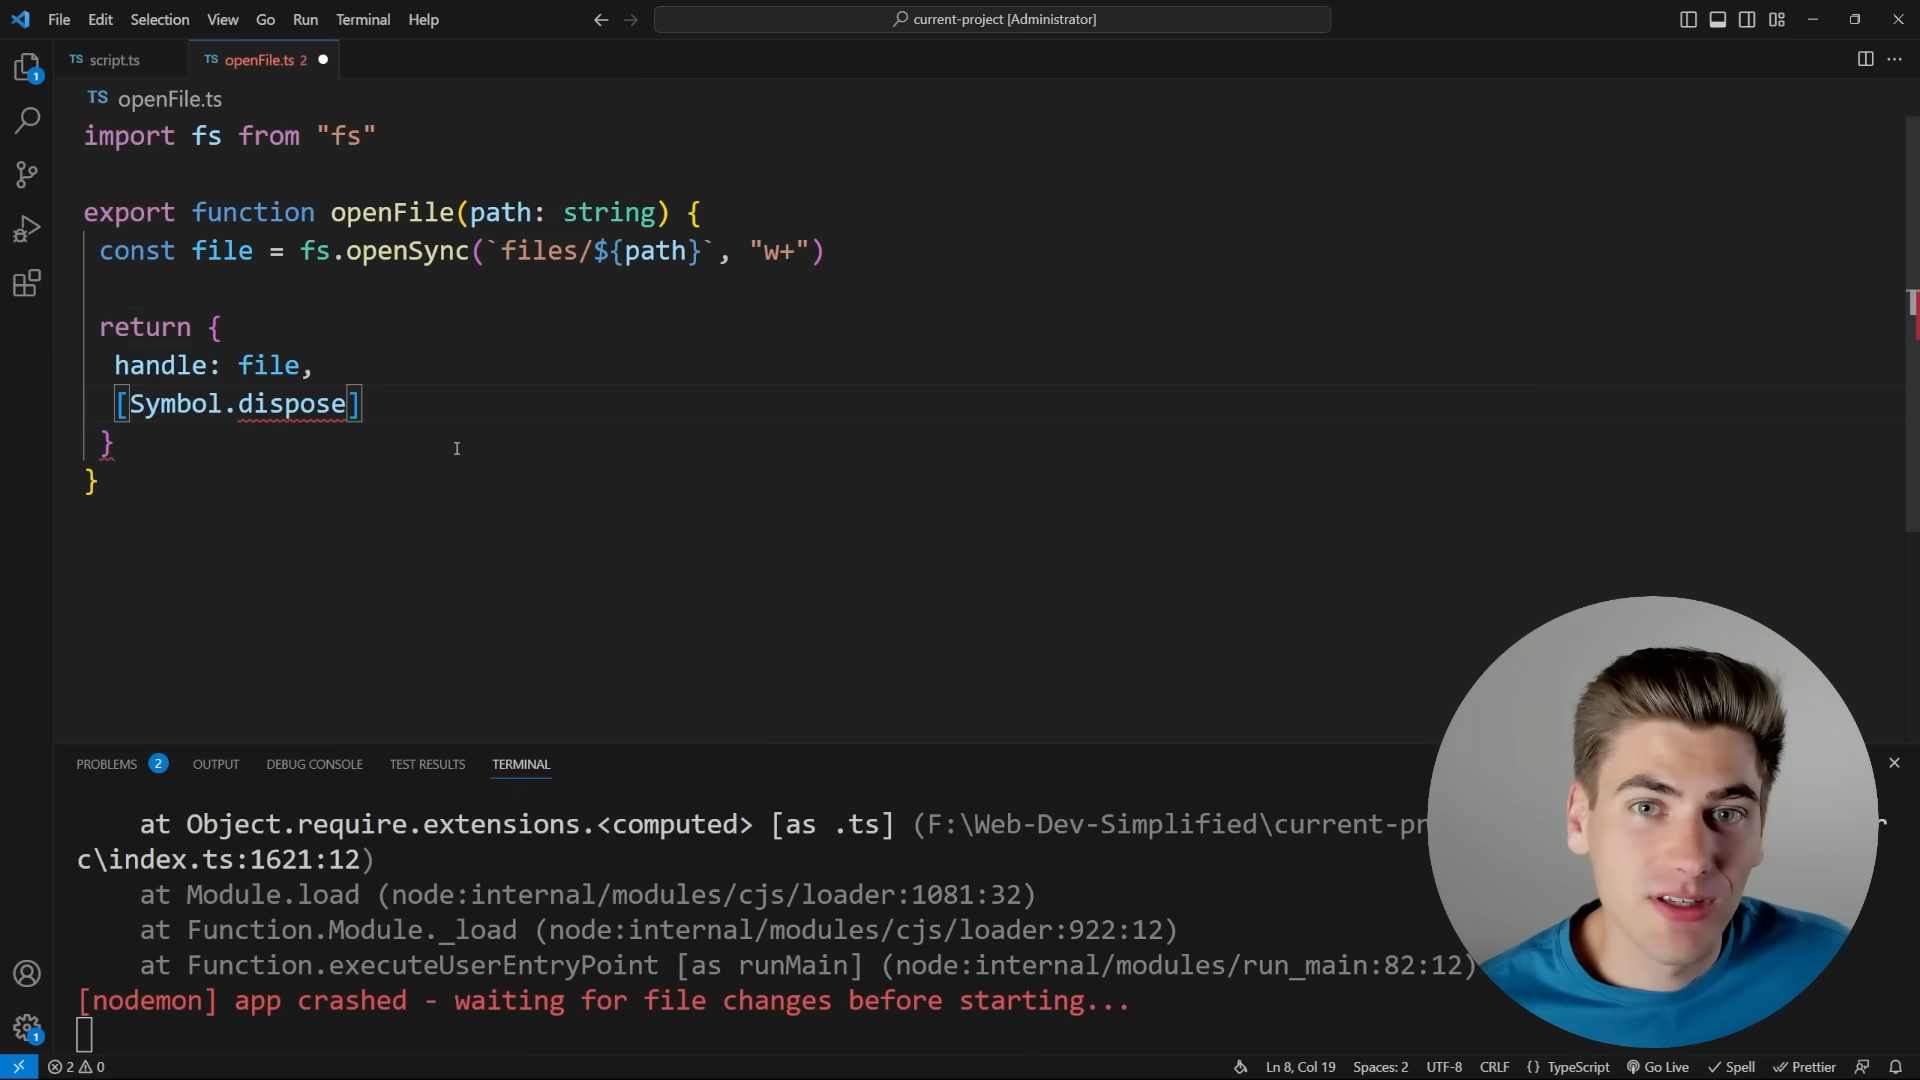 File Edit Selection View Go Run Terminal Help
current-project [Administrator]
TS script.ts
TS openFile.ts 2
TS openFile.ts
import fs from "fs"
export function openFile(path: string) {
const file = fs.openSync(`files/${path}`, "w+")
return {
handle: file,
[Symbol.dispose]
}
}
PROBLEMS 2 OUTPUT DEBUG CONSOLE TEST RESULTS TERMINAL
at Object.require.extensions.<computed> [as .ts] (F:\Web-Dev-Simplified\current-pr
c\index.ts:1621:12)
at Module.load (node:internal/modules/cjs/loader:1081:32)
at Function.Module._load (node:internal/modules/cjs/loader:922:12)
at Function.executeUserEntryPoint [as runMain] (node:internal/modules/run_main:82:12)
[nodemon] app crashed - waiting for file changes before starting...
1
1
2 0
Ln 8, Col 19 Spaces: 2 UTF-8 CRLF {} TypeScript Go Live Spell Prettier